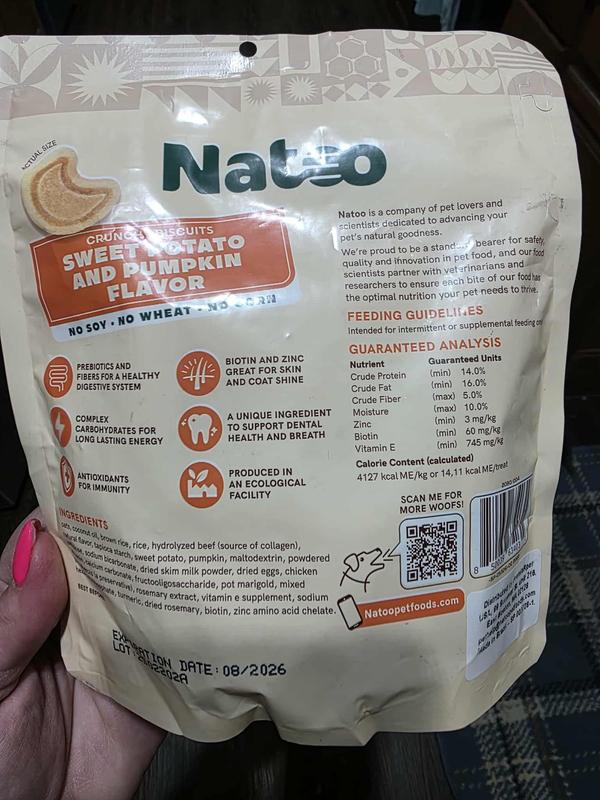 ACTUAL SIZE
Natoo
CRUNCHY BISCUITS
SWEET POTATO
AND PUMPKIN
FLAVOR
NO SOY • NO WHEAT • NO CORN
PREBIOTICS AND
FIBERS FOR A HEALTHY
DIGESTIVE SYSTEM
BIOTIN AND ZINC
GREAT FOR SKIN
AND COAT SHINE
COMPLEX
CARBOHYDRATES FOR
LONG LASTING ENERGY
A UNIQUE INGREDIENT
TO SUPPORT DENTAL
HEALTH AND BREATH
ANTIOXIDANTS
FOR IMMUNITY
PRODUCED IN
AN ECOLOGICAL
FACILITY
INGREDIENTS
oats, coconut oil, brown rice, rice, hydrolyzed beef (source of collagen),
natural flavor, tapioca starch, sweet potato, pumpkin, maltodextrin, powdered
sodium bicarbonate, dried skim milk powder, dried eggs, chicken
calcium carbonate, fructooligosaccharide, pot marigold, mixed
preservative), rosemary extract, vitamin e supplement, sodium
turmeric, dried rosemary, biotin, zinc amino acid chelate.
BEST BEFORE
EXPIRATION DATE: 08/2026
LOT:
Natoo is a company of pet lovers and
scientists dedicated to advancing your
pet's natural goodness.
We're proud to be a standard bearer for safety,
quality and innovation in pet food, and our food
scientists partner with veterinarians and
researchers to ensure each bite of our food has
the optimal nutrition your pet needs to thrive.
FEEDING GUIDELINES
Intended for intermittent or supplemental feeding only
GUARANTEED ANALYSIS
Nutrient Guaranteed Units
Crude Protein (min) 14.0%
Crude Fat (min) 16.0%
Crude Fiber (max) 5.0%
Moisture (max) 10.0%
Zinc (min) 3 mg/kg
Biotin (min) 60 mg/kg
Vitamin E (min) 745 mg/kg
Calorie Content (calculated)
4127 kcal ME/kg or 14,11 kcal ME/treat
SCAN ME FOR
MORE WOOFS!
Natoopetfoods.com